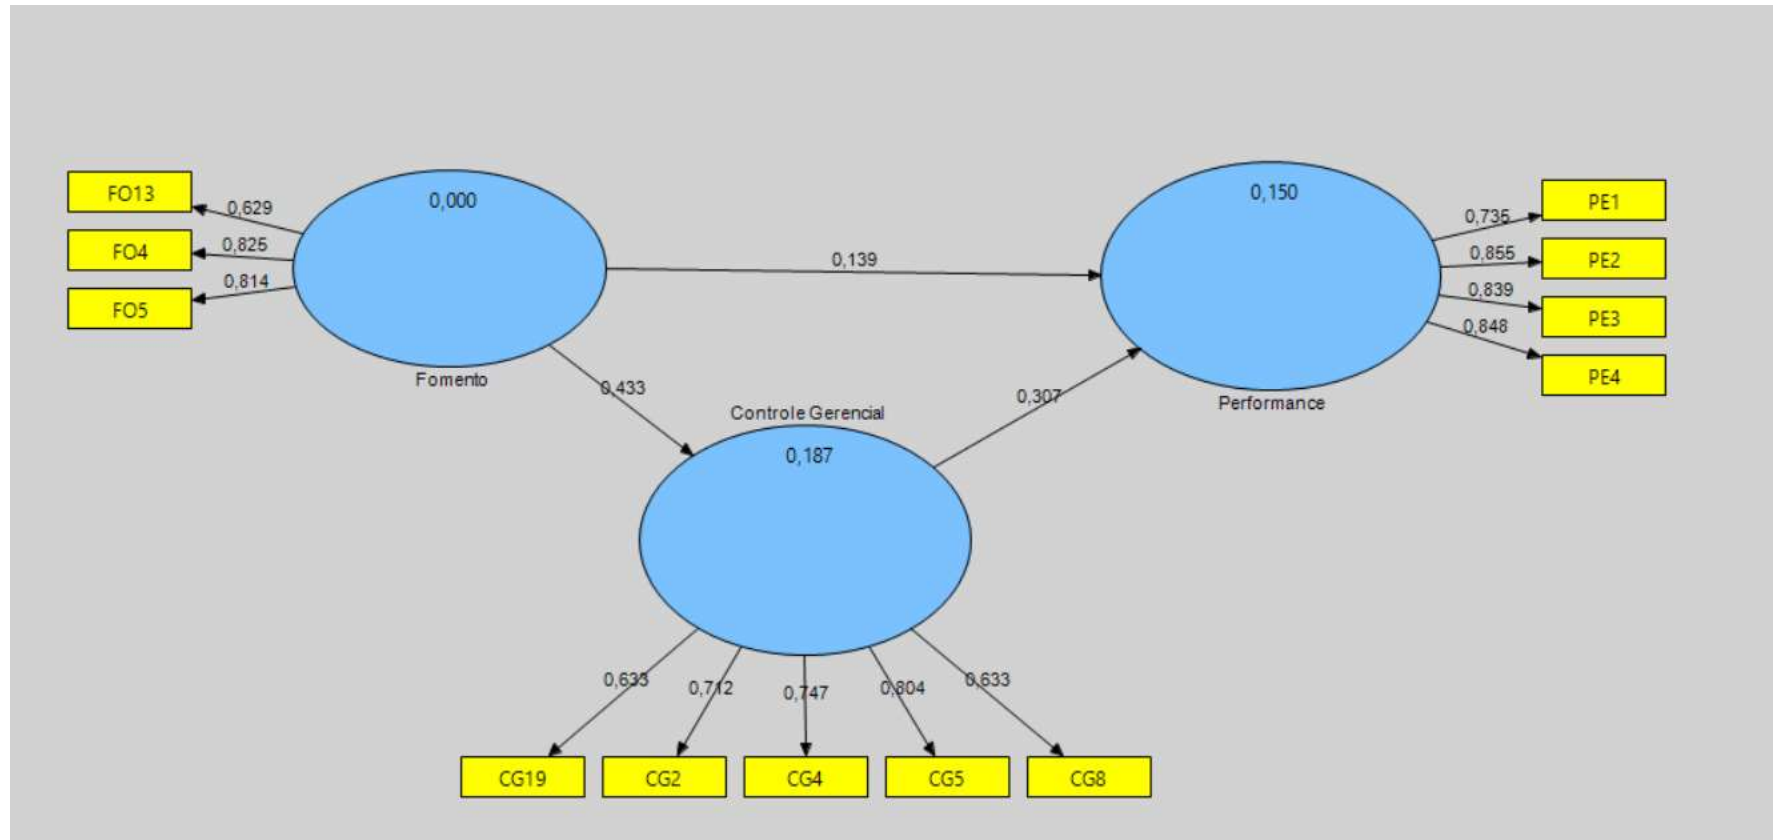 FO13
FO4
FO5
0,629
0,825
0,814
0,000
Fomento
0,139
0,433
0,150
Performance
0,735
0,855
0,839
0,848
PE1
PE2
PE3
PE4
Controle Gerencial
0,187
0,307
0,633
0,712
0,747
0,804
0,633
CG19
CG2
CG4
CG5
CG8